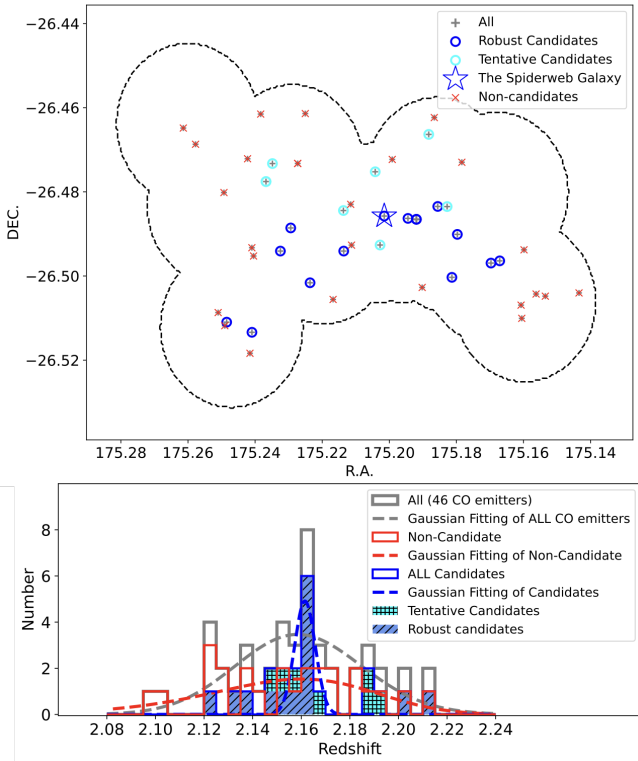 −26.44
−26.46
−26.48
−26.50
−26.52
DEC.
All
Robust Candidates
Tentative Candidates
The Spiderweb Galaxy
Non-candidates
175.28 175.26 175.24 175.22 175.20 175.18 175.16 175.14
R.A.
8
6
4
2
0
Number
All (46 CO emitters)
Gaussian Fitting of ALL CO emitters
Non-Candidate
Gaussian Fitting of Non-Candidate
ALL Candidates
Gaussian Fitting of Candidates
Tentative Candidates
Robust candidates
2.08 2.10 2.12 2.14 2.16 2.18 2.20 2.22 2.24
Redshift